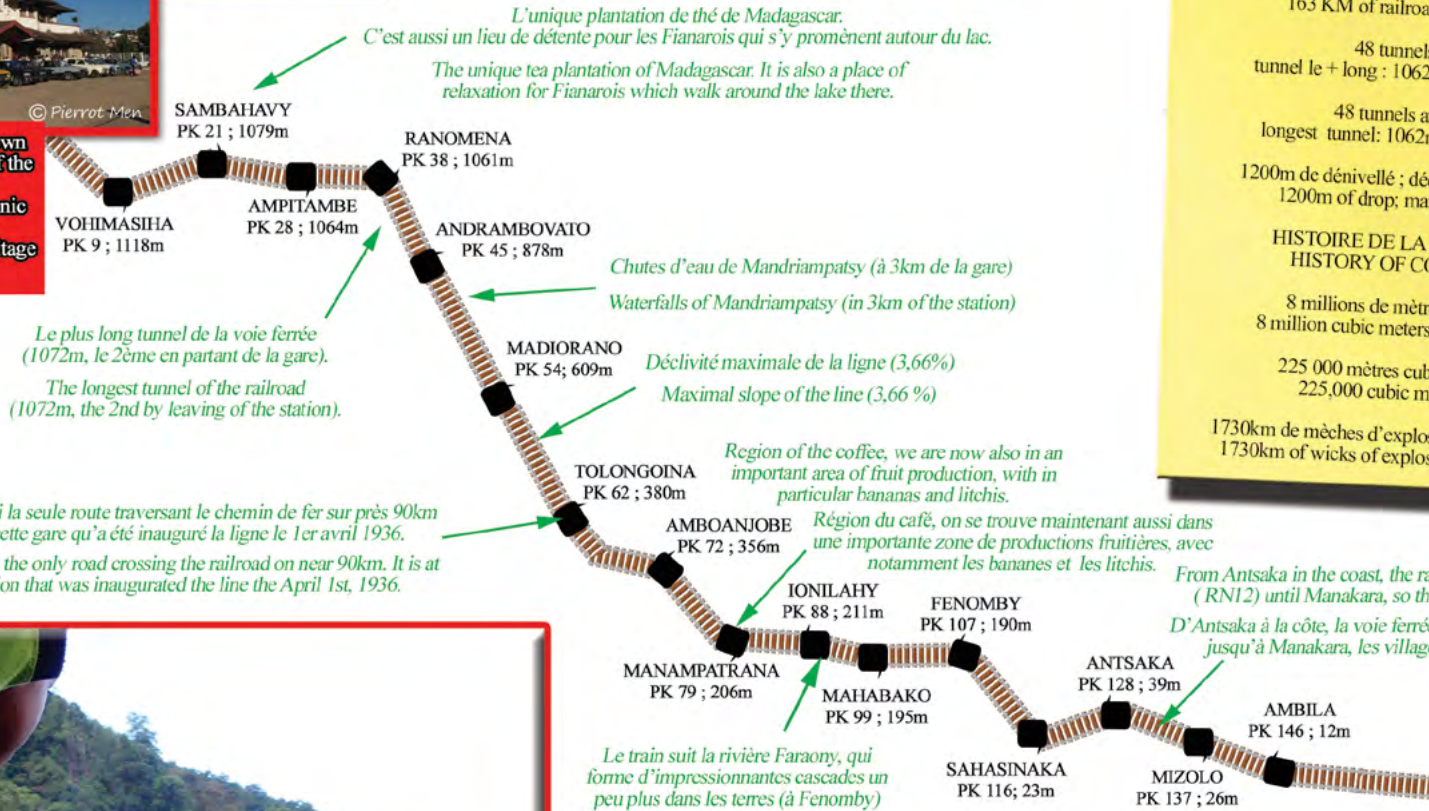 L'unique plantation de thé de Madagascar.
C'est aussi un lieu de détente pour les Fianarois qui s'y promènent autour du lac.
The unique tea plantation of Madagascar. It is also a place of
relaxation for Fianarois which walk around the lake there.
© Pierrot Men
wn
f the
nic
tage
SAMBAHAVY
PK 21 ; 1079m
RANOMENA
PK 38 ; 1061m
VOHIMASIHA
PK 9 ; 1118m
AMPITAMBE
PK 28 ; 1064m
ANDRAMBOVATO
PK 45 ; 878m
Chutes d'eau de Mandriampatsy (à 3km de la gare)
Waterfalls of Mandriampatsy (in 3km of the station)
Le plus long tunnel de la voie ferrée
(1072m, le 2ème en partant de la gare).
The longest tunnel of the railroad
(1072m, the 2nd by leaving of the station).
MADIORANO
PK 54; 609m
Déclivité maximale de la ligne (3,66%)
Maximal slope of the line (3,66 %)
TOLONGOINA
PK 62 ; 380m
Region of the coffee, we are now also in an
important area of fruit production, with in
particular bananas and litchis.
i la seule route traversant le chemin de fer sur près 90km
ette gare qu'a été inauguré la ligne le 1er avril 1936.
the only road crossing the railroad on near 90km. It is at
on that was inaugurated the line the April 1st, 1936.
AMBOANJOBE
PK 72 ; 356m
Région du café, on se trouve maintenant aussi dans
une importante zone de productions fruitières, avec
notamment les bananes et les litchis.
MANAMPATRANA
PK 79 ; 206m
IONILAHY
PK 88 ; 211m
MAHABAKO
PK 99 ; 195m
FENOMBY
PK 107 ; 190m
Le train suit la rivière Faraony, qui
forme d'impressionnantes cascades un
peu plus dans les terres (à Fenomby)
SAHASINAKA
PK 116; 23m
ANTSAKA
PK 128 ; 39m
From Antsaka in the coast, the ra
( RN12) until Manakara, so th
D'Antsaka à la côte, la voie ferrée
jusqu'à Manakara, les village
MIZOLO
PK 137 ; 26m
AMBILA
PK 146 ; 12m
163 KM of railroa
48 tunnels
tunnel le + long : 1062
48 tunnels a
longest tunnel: 1062
1200m de dénivellé ; dé
1200m of drop; ma
HISTOIRE DE LA
HISTORY OF CO
8 millions de mètr
8 million cubic meters
225 000 mètres cub
225,000 cubic m
1730km de mèches d'explos
1730km of wicks of explos